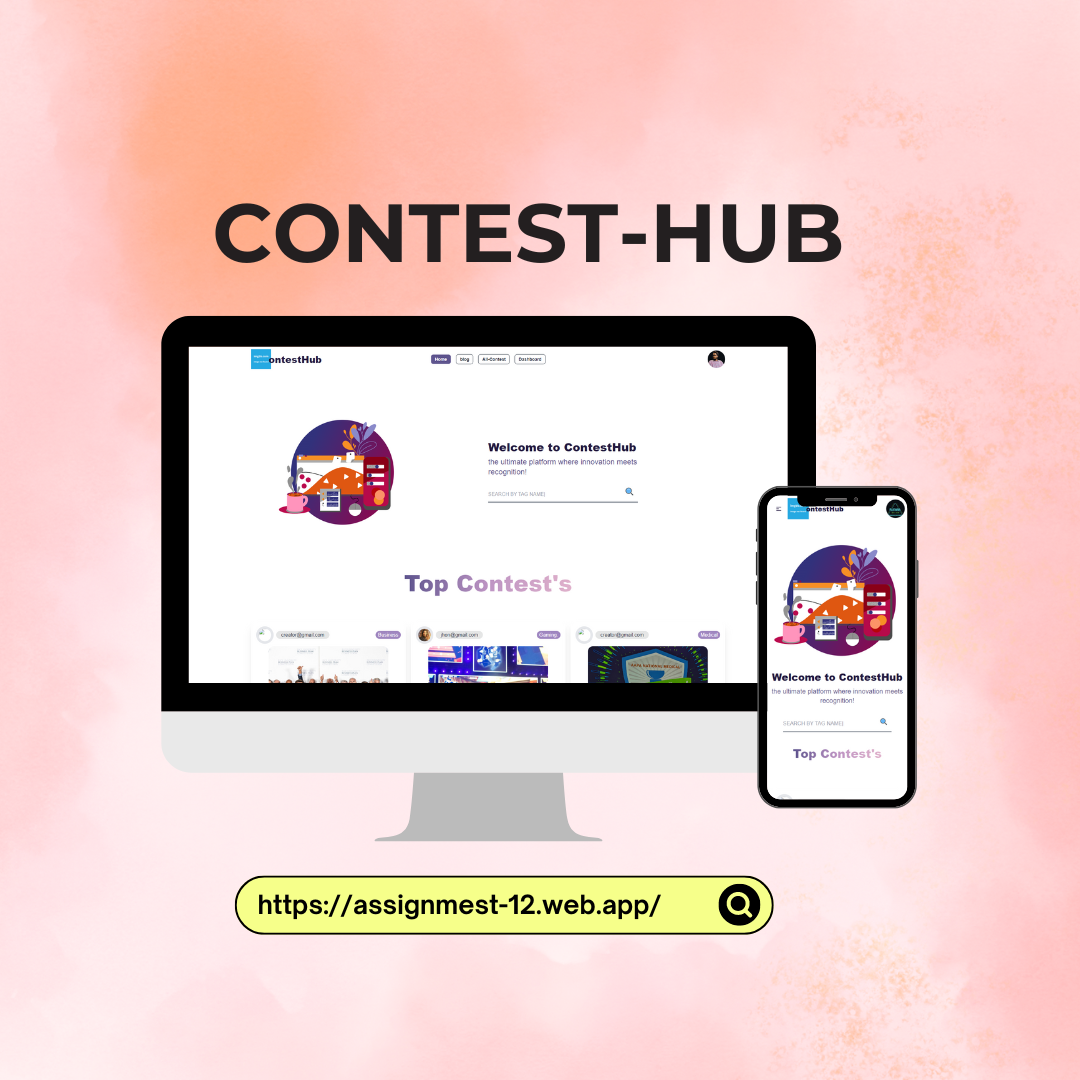 CONTEST-HUB
ontestHub
Home
blog
All-Contest
Dashboard
Welcome to ContestHub
the ultimate platform where innovation meets
recognition!
SEARCH BY TAG NAME|
Top Contest's
creator@gmail.com
Business
jhon@gmail.com
Gaming
creator@gmail.com
Medical
ontestHub
Welcome to ContestHub
the ultimate platform where innovation meets
recognition!
SEARCH BY TAG NAME|
Top Contest's
https://assignmest-12.web.app/